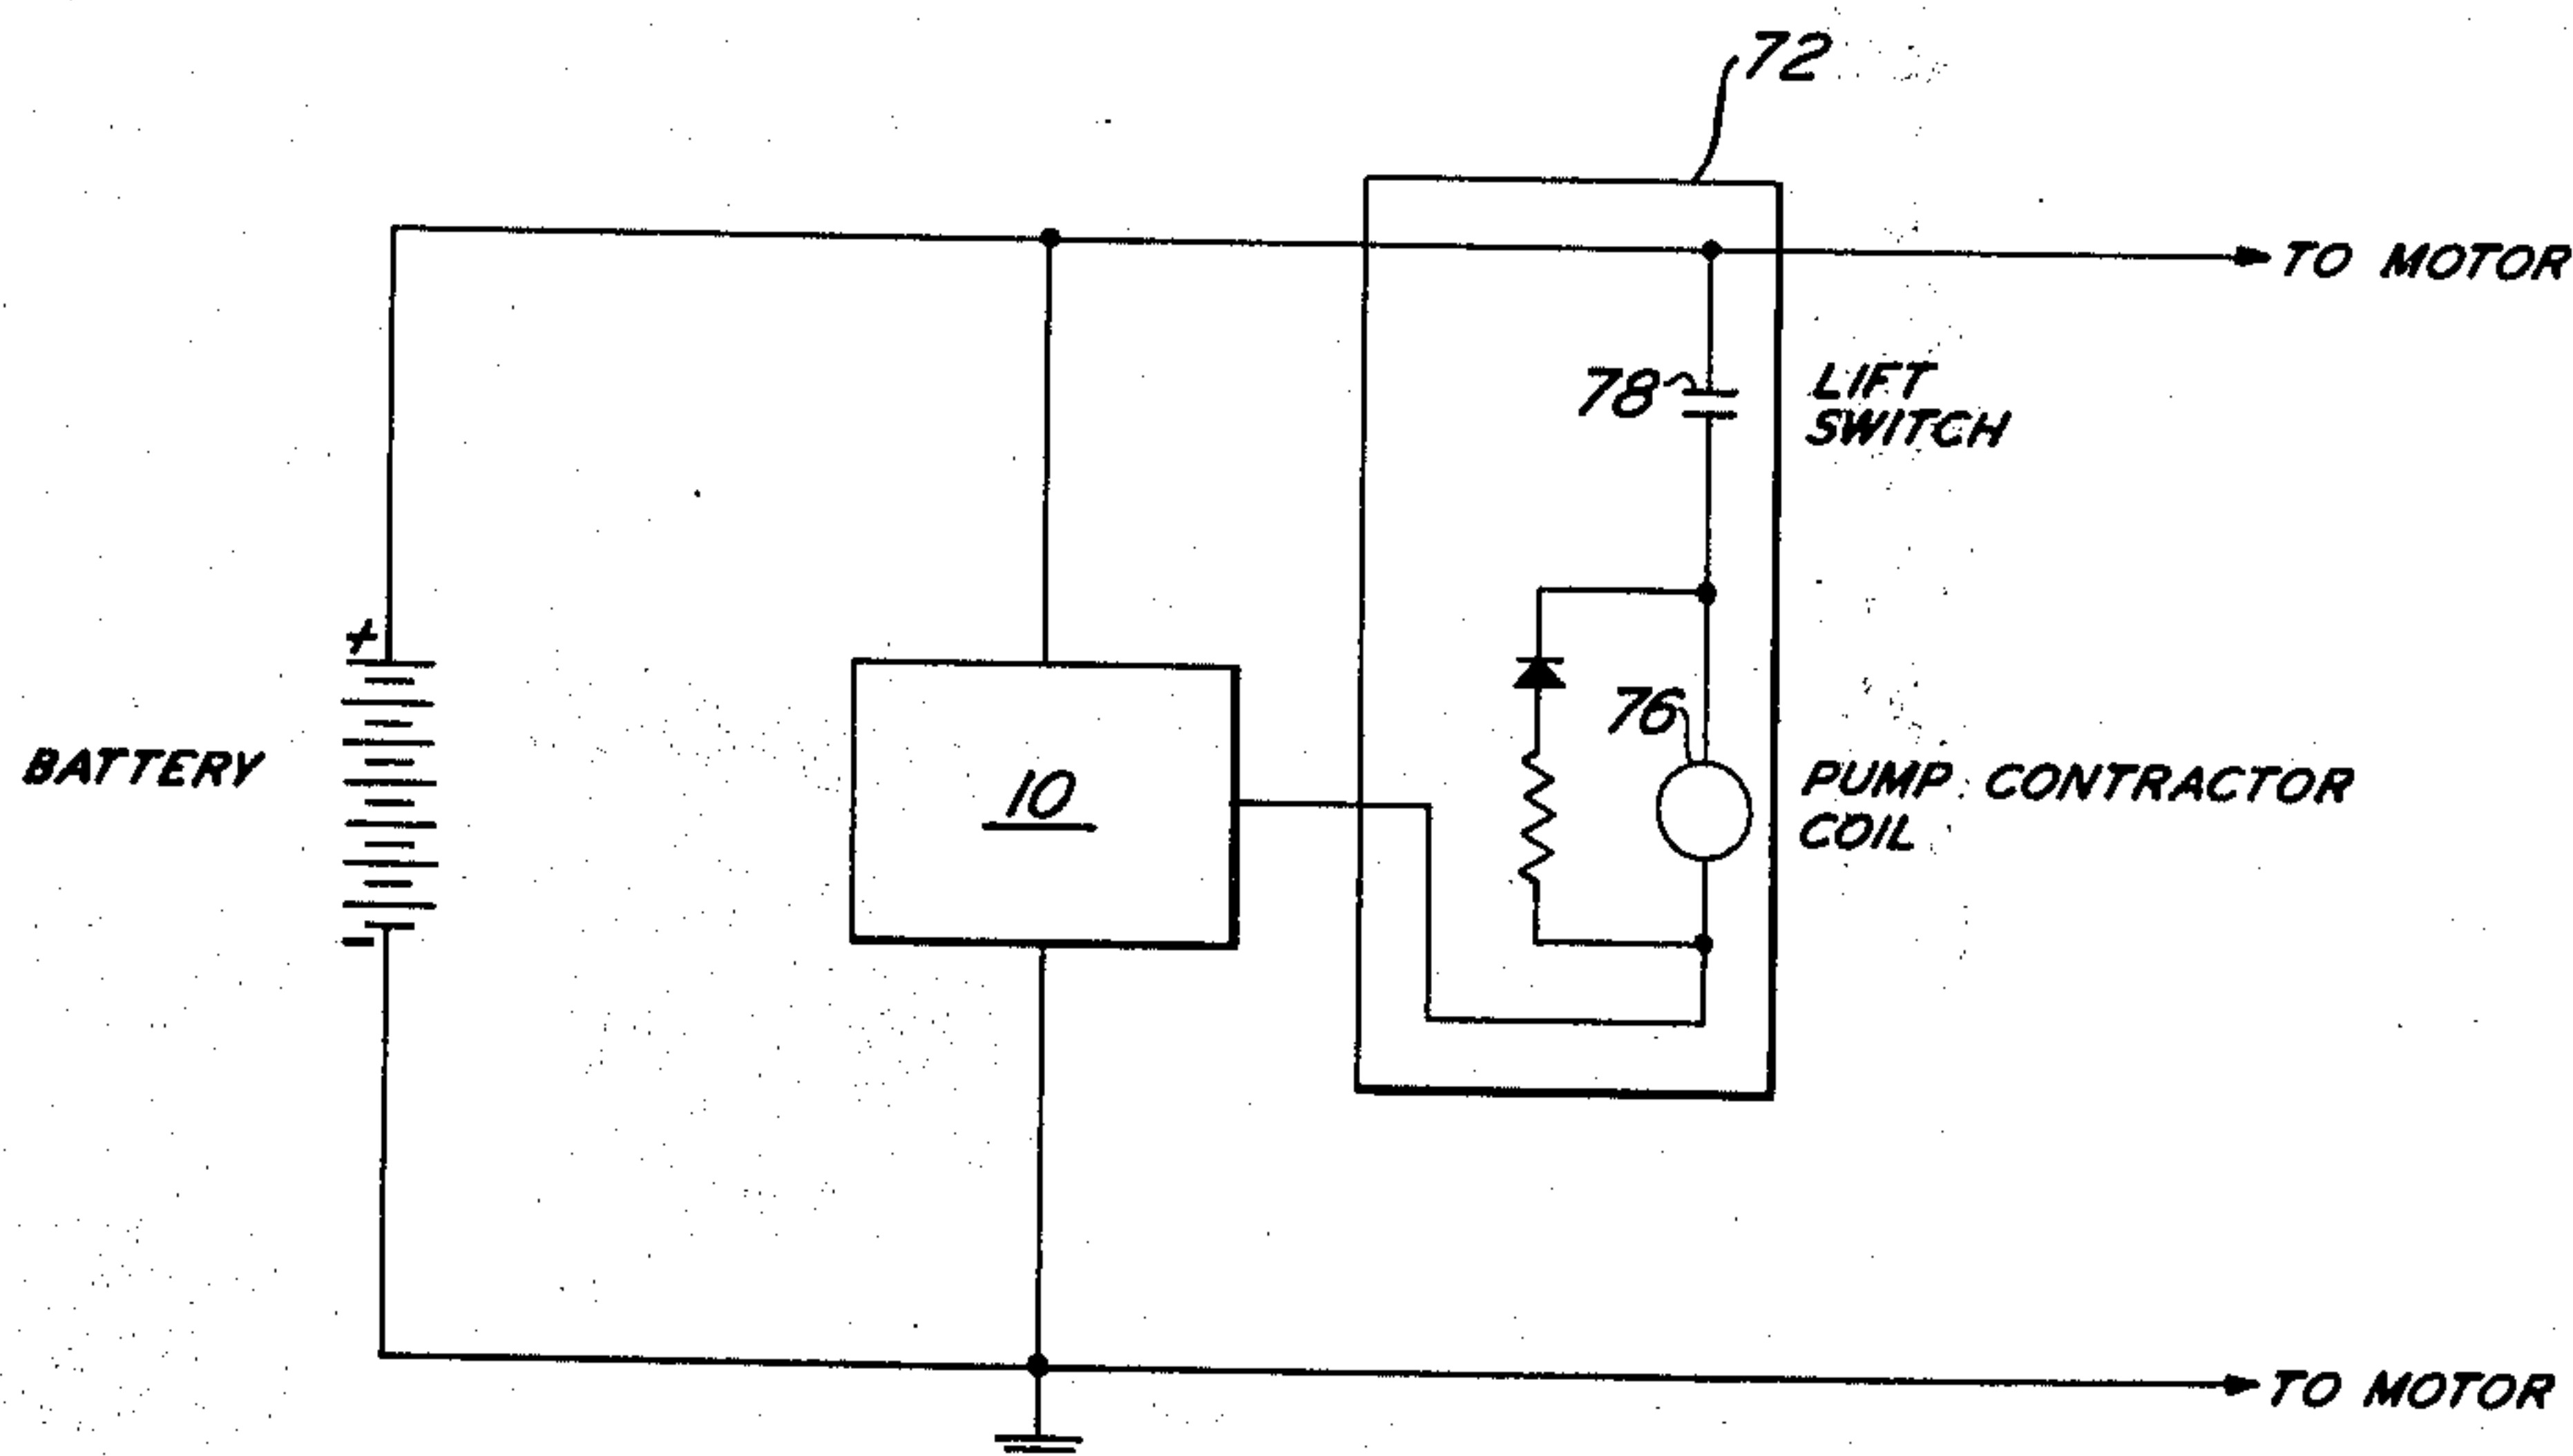 72
TO MOTOR
78
LIFT
SWITCH
+
76
BATTERY
10
PUMP CONTRACTOR
COIL
-
TO MOTOR